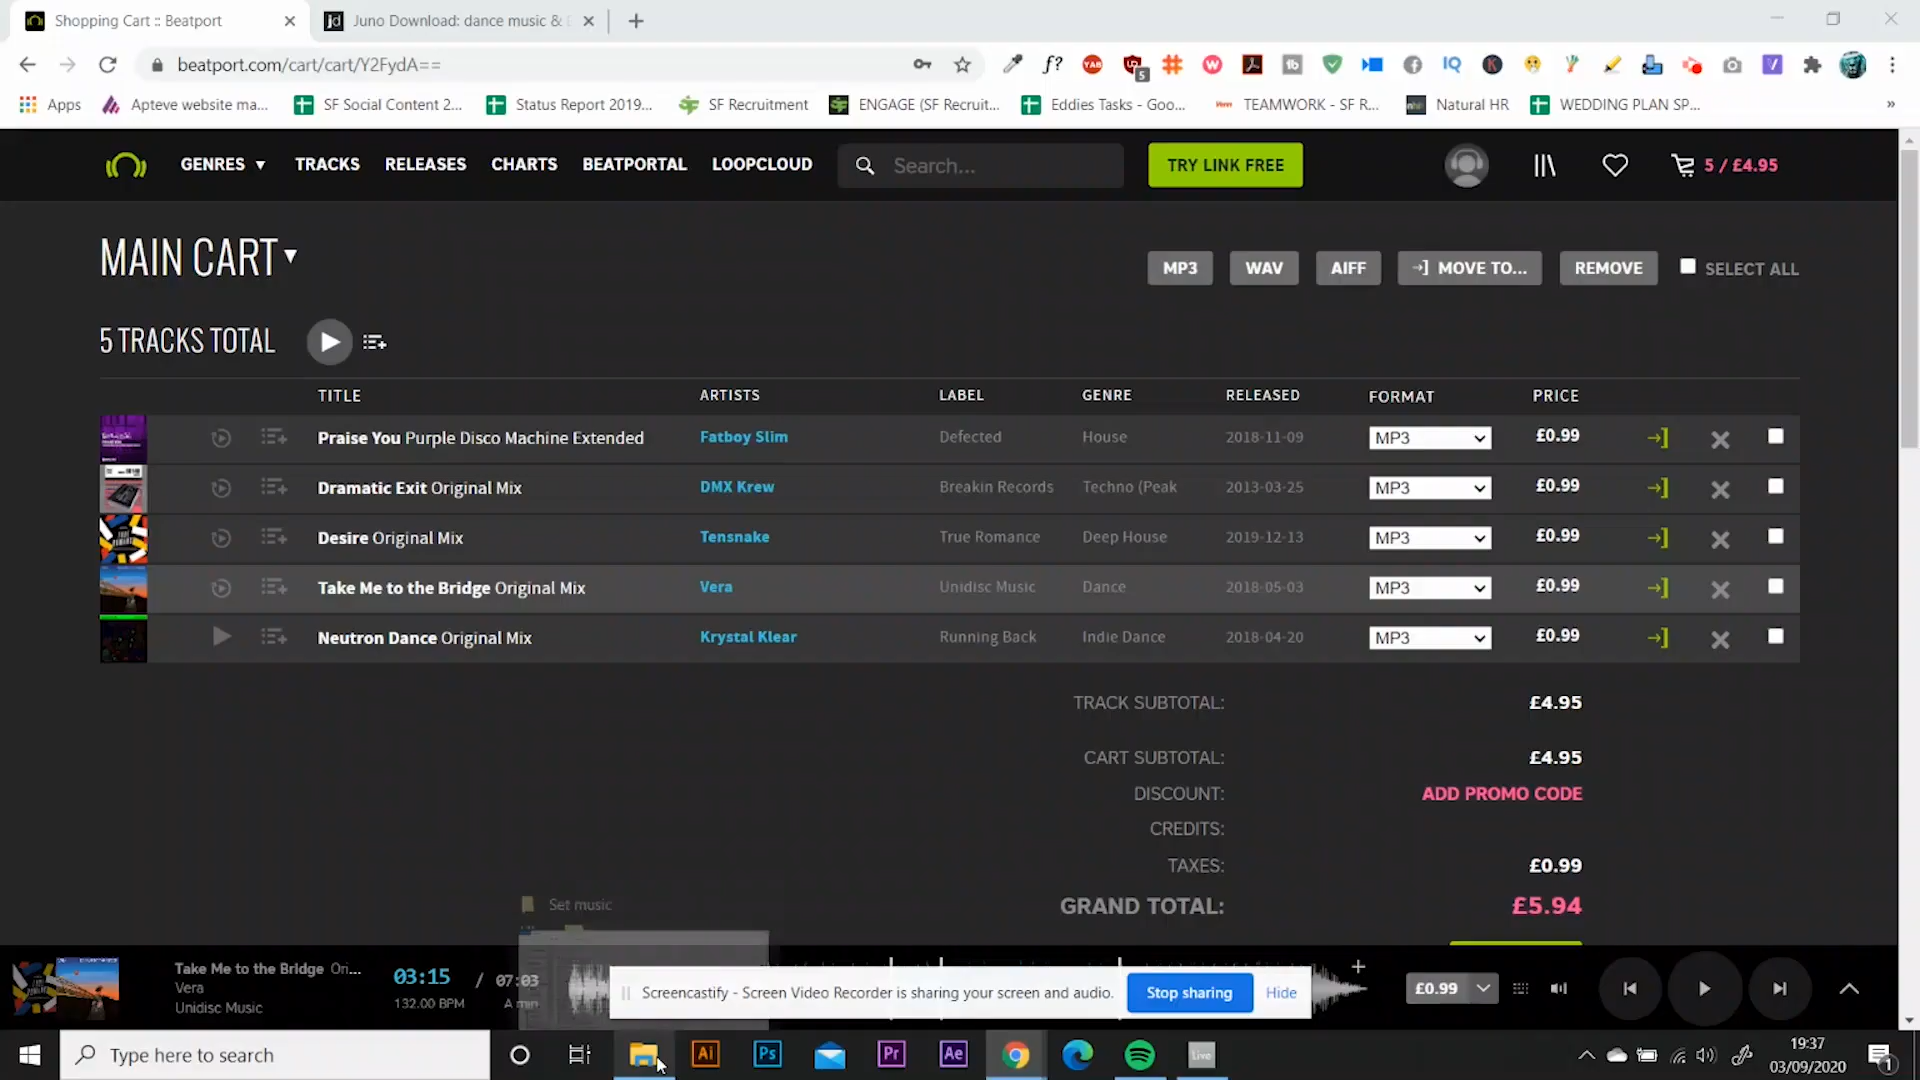 Shopping Cart :: Beatport
jd Juno Download: dance music &
beatport.com/cart/cart/Y2FydA==
f? YAB 5 IQ
Apps Apteve website ma... SF Social Content 2... Status Report 2019... SF Recruitment ENGAGE (SF Recruit... Eddies Tasks - Goo... TEAMWORK - SF R... Natural HR WEDDING PLAN SP... »
GENRES TRACKS RELEASES CHARTS BEATPORTAL LOOPCLOUD Search... TRY LINK FREE 5 / £4.95
MAIN CART
MP3 WAV AIFF MOVE TO... REMOVE SELECT ALL
5 TRACKS TOTAL
TITLE ARTISTS LABEL GENRE RELEASED FORMAT PRICE
Praise You Purple Disco Machine Extended Fatboy Slim Defected House 2018-11-09 MP3 £0.99
Dramatic Exit Original Mix DMX Krew Breakin Records Techno (Peak 2013-03-25 MP3 £0.99
Desire Original Mix Tensnake True Romance Deep House 2019-12-13 MP3 £0.99
Take Me to the Bridge Original Mix Vera Unidisc Music Dance 2018-05-03 MP3 £0.99
Neutron Dance Original Mix Krystal Klear Running Back Indie Dance 2018-04-20 MP3 £0.99
TRACK SUBTOTAL: £4.95
CART SUBTOTAL: £4.95
DISCOUNT: ADD PROMO CODE
CREDITS:
TAXES: £0.99
GRAND TOTAL: £5.94
Set music
Take Me to the Bridge Ori...
Vera
Unidisc Music
03:15 / 07:03
132.00 BPM A min
Screencastify - Screen Video Recorder is sharing your screen and audio. Stop sharing Hide
£0.99
Type here to search
Ai Ps Pr Ae Live
19:37
03/09/2020
1